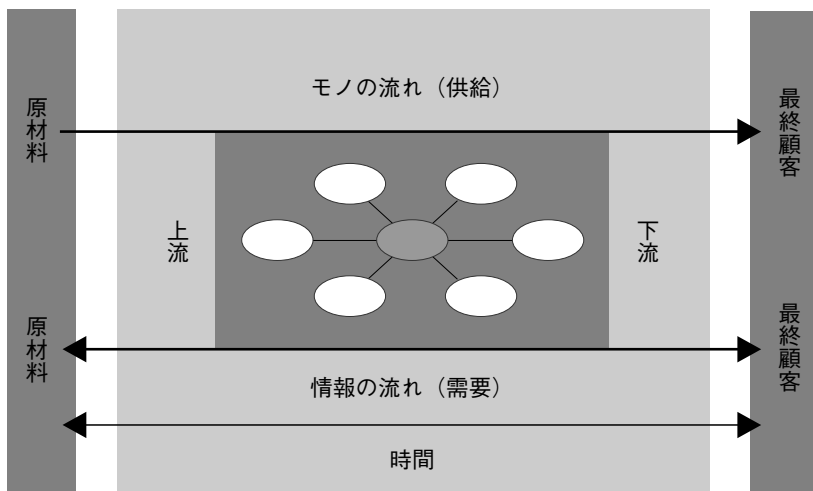 モノの流れ（供給）
原材料
最終顧客
上流
下流
原材料
最終顧客
情報の流れ（需要）
時間